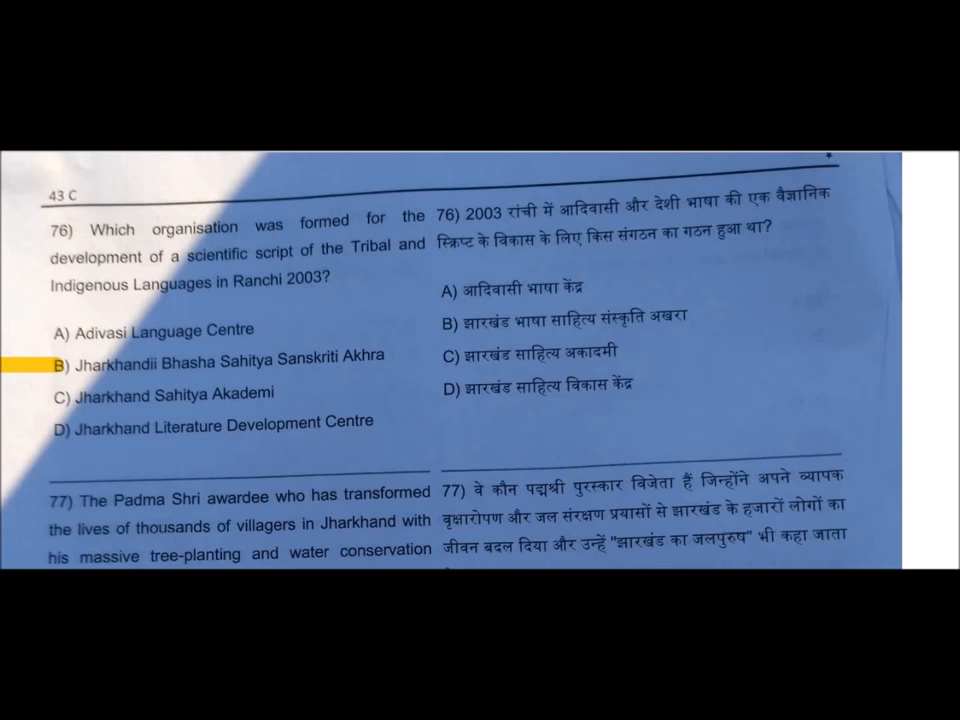 43 C
76) Which organisation was formed for the
development of a scientific script of the Tribal and
Indigenous Languages in Ranchi 2003?
A) Adivasi Language Centre
B) Jharkhandii Bhasha Sahitya Sanskriti Akhra
C) Jharkhand Sahitya Akademi
D) Jharkhand Literature Development Centre
76) 2003 रांची में आदिवासी और देशी भाषा की एक वैज्ञानिक
स्क्रिप्ट के विकास के लिए किस संगठन का गठन हुआ था?
A) आदिवासी भाषा केंद्र
B) झारखंड भाषा साहित्य संस्कृति अखरा
C) झारखंड साहित्य अकादमी
D) झारखंड साहित्य विकास केंद्र
77) The Padma Shri awardee who has transformed
the lives of thousands of villagers in Jharkhand with
his massive tree-planting and water conservation
77) वे कौन पद्मश्री पुरस्कार विजेता हैं जिन्होंने अपने व्यापक
वृक्षारोपण और जल संरक्षण प्रयासों से झारखंड के हजारों लोगों का
जीवन बदल दिया और उन्हें "झारखंड का जलपुरुष" भी कहा जाता